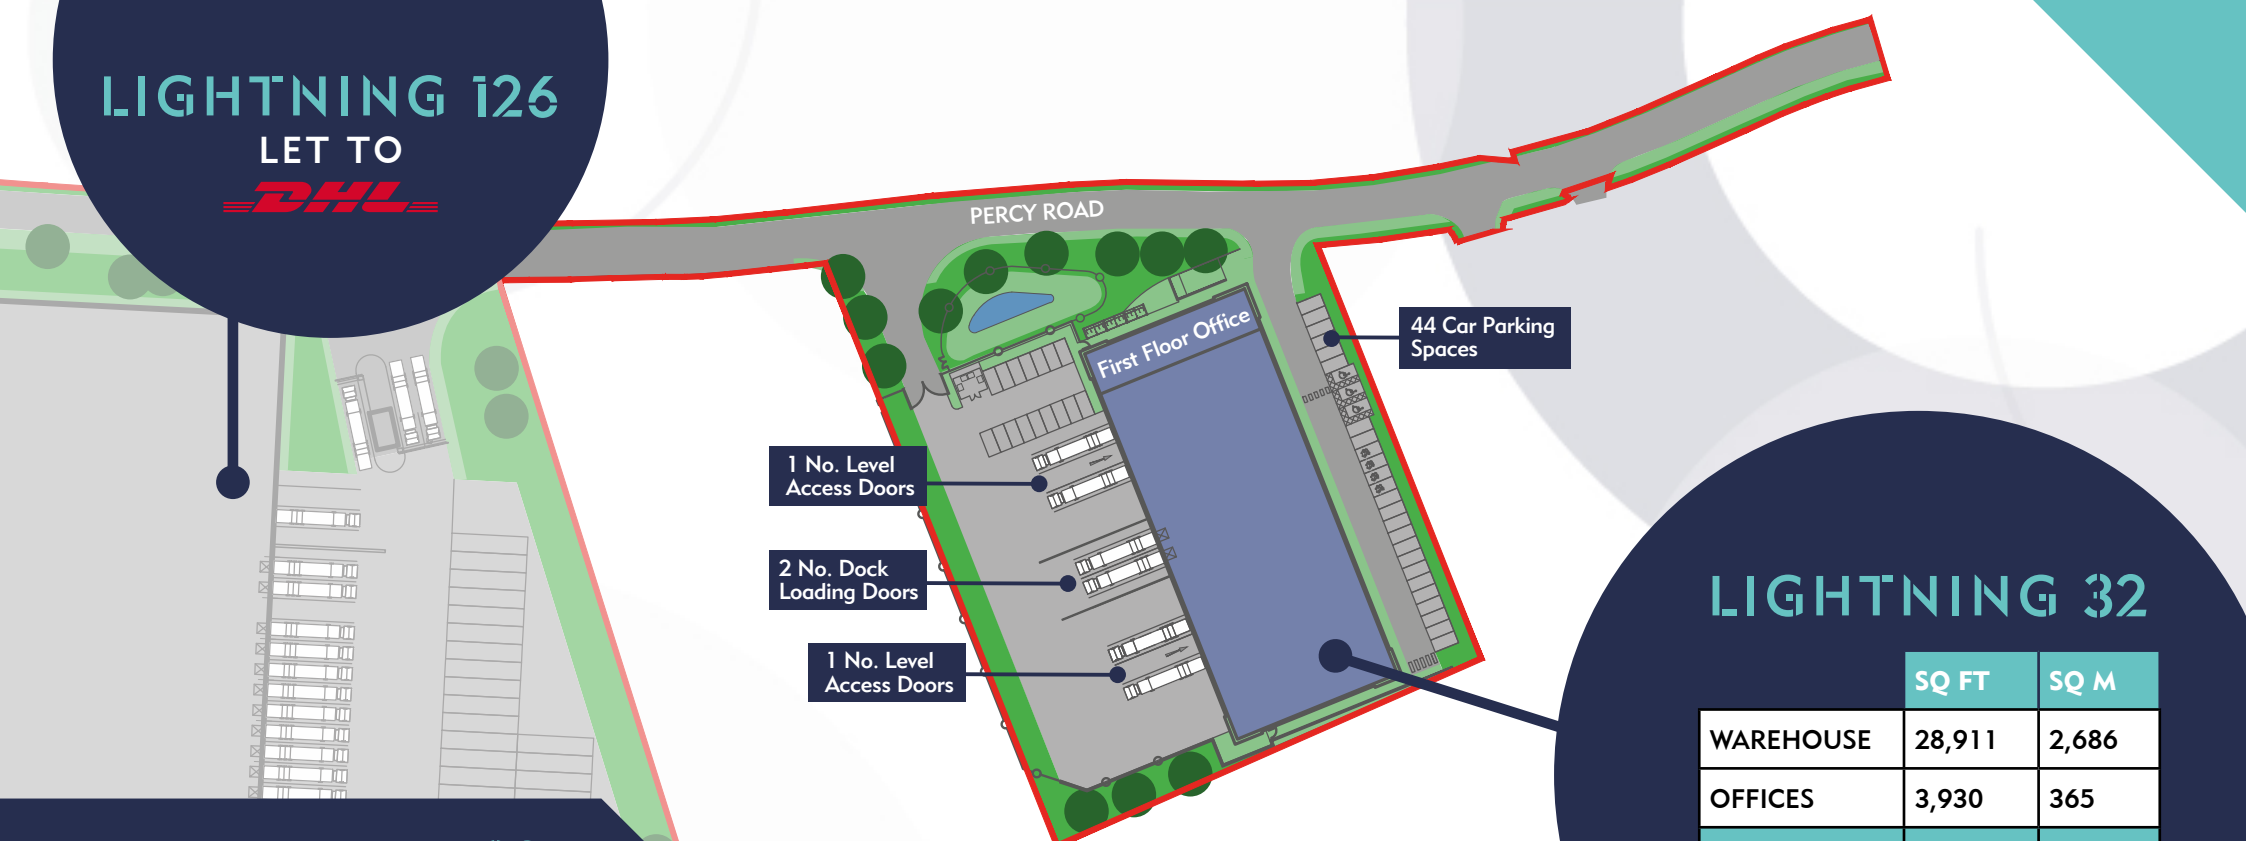 LIGHTNING 126
LET TO
DHL
PERCY ROAD
First Floor Office
44 Car Parking
Spaces
1 No. Level
Access Doors
2 No. Dock
Loading Doors
1 No. Level
Access Doors
LIGHTNING 32
SQ FT SQ M
WAREHOUSE 28,911 2,686
OFFICES 3,930 365